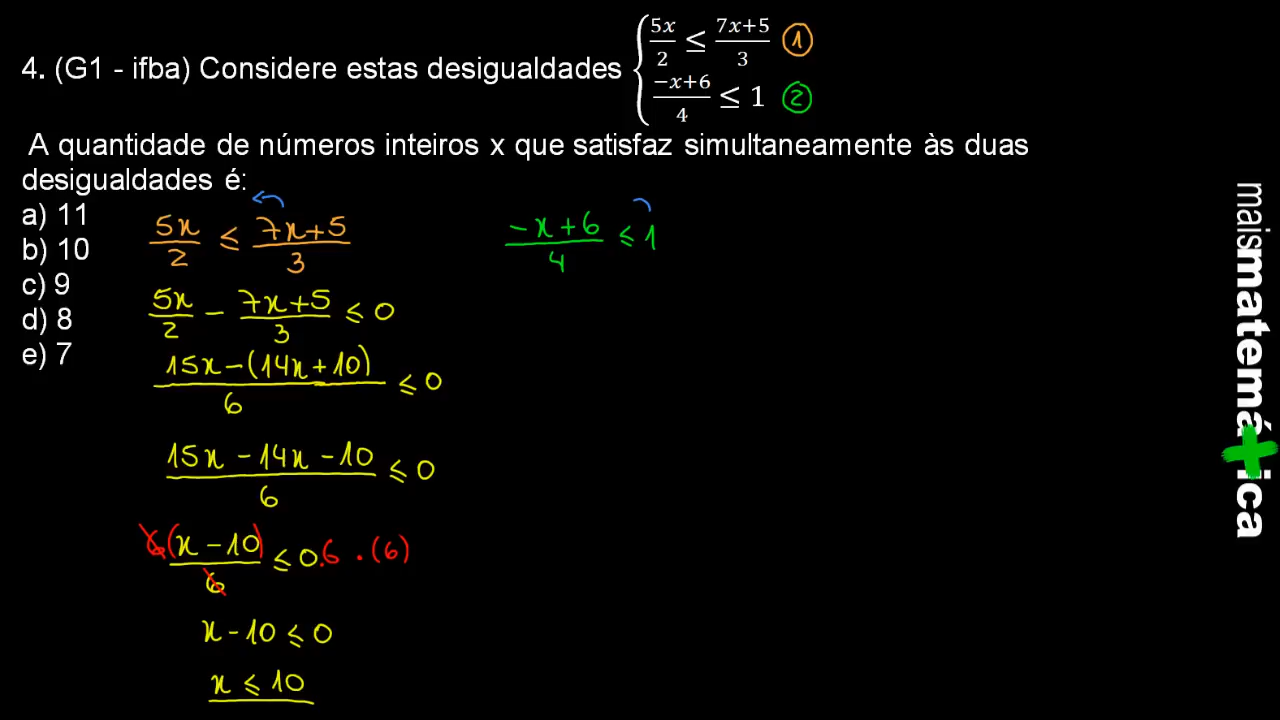 4. (G1 - ifba) Considere estas desigualdades { 5x/2 ≤ 7x+5/3 ①
-x+6/4 ≤ 1 ②
A quantidade de números inteiros x que satisfaz simultaneamente às duas
desigualdades é:
a) 11
b) 10
c) 9
d) 8
e) 7
5x/2 ≤ 7x+5/3
5x/2 - 7x+5/3 ≤ 0
15x-(14x+10)/6 ≤ 0
15x-14x-10/6 ≤ 0
6(x-10)/6 ≤ 0.6 .(6)
x-10 ≤ 0
x ≤ 10
-x+6/4 ≤ 1
maismatemática